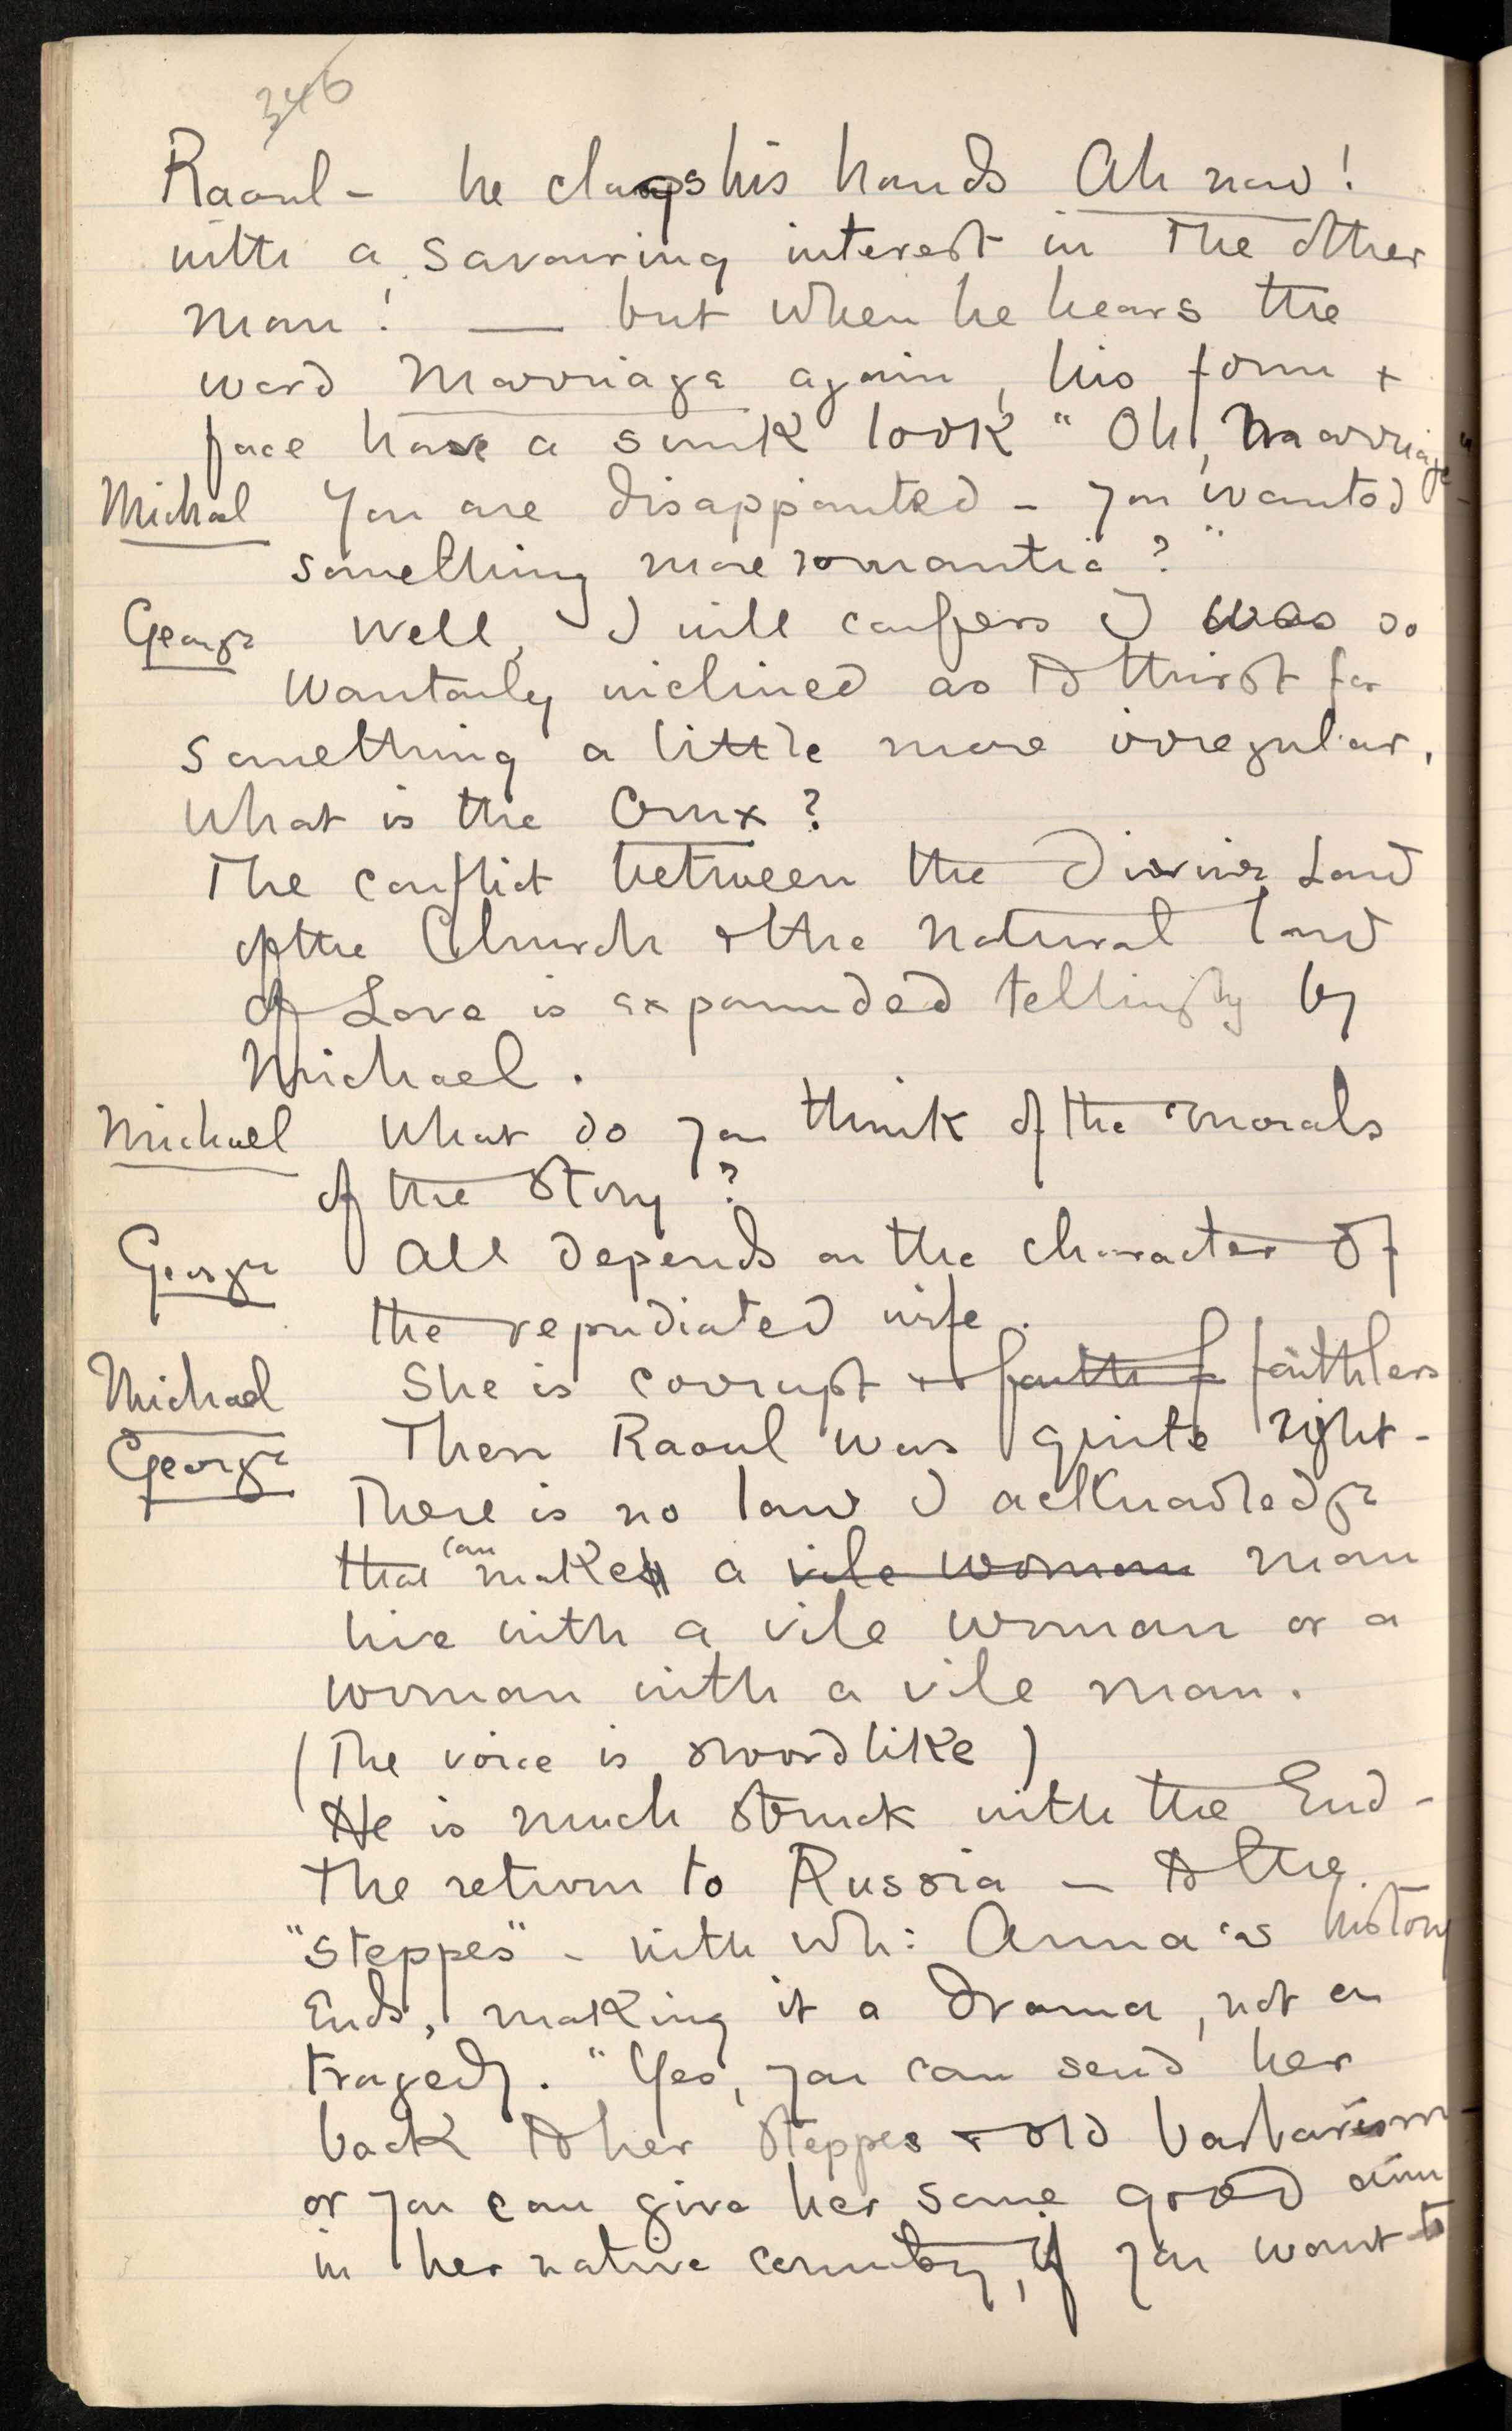 346
Raoul – he claps his hands Ah now!
with a savouring interest in the other
man! — but when he hears the
word Marriage again, his form +
face have a sunk look "Oh, Marriage"–
Michael You are disappointed – you wanted
something more romantic?"
George Well, I will confess I was so
wantonly inclined as to thirst for
something a little more irregular.
What is the Crux?
The conflict between the Divine Law
of the Church & the natural law
of Love is expounded tellingly by
Michael.
Michael What do you think of the morals
of the story?
George All depends on the character of
the repudiated wife.
Michael She is corrupt & faith f faithless
George Then Raoul was quite right –
There is no law I acknowledge
that can makes a vile woman man
live with a vile woman or a
woman with a vile man.
(The voice is swordlike)
He is much struck with the End –
the return to Russia – to the
"steppes" – with wh: Anna's history
Ends, making it a drama, not a
tragedy. "Yes, you can send her
back to her Steppes & old barbarism –
or you can give her some good aim
in her native country, if you want to